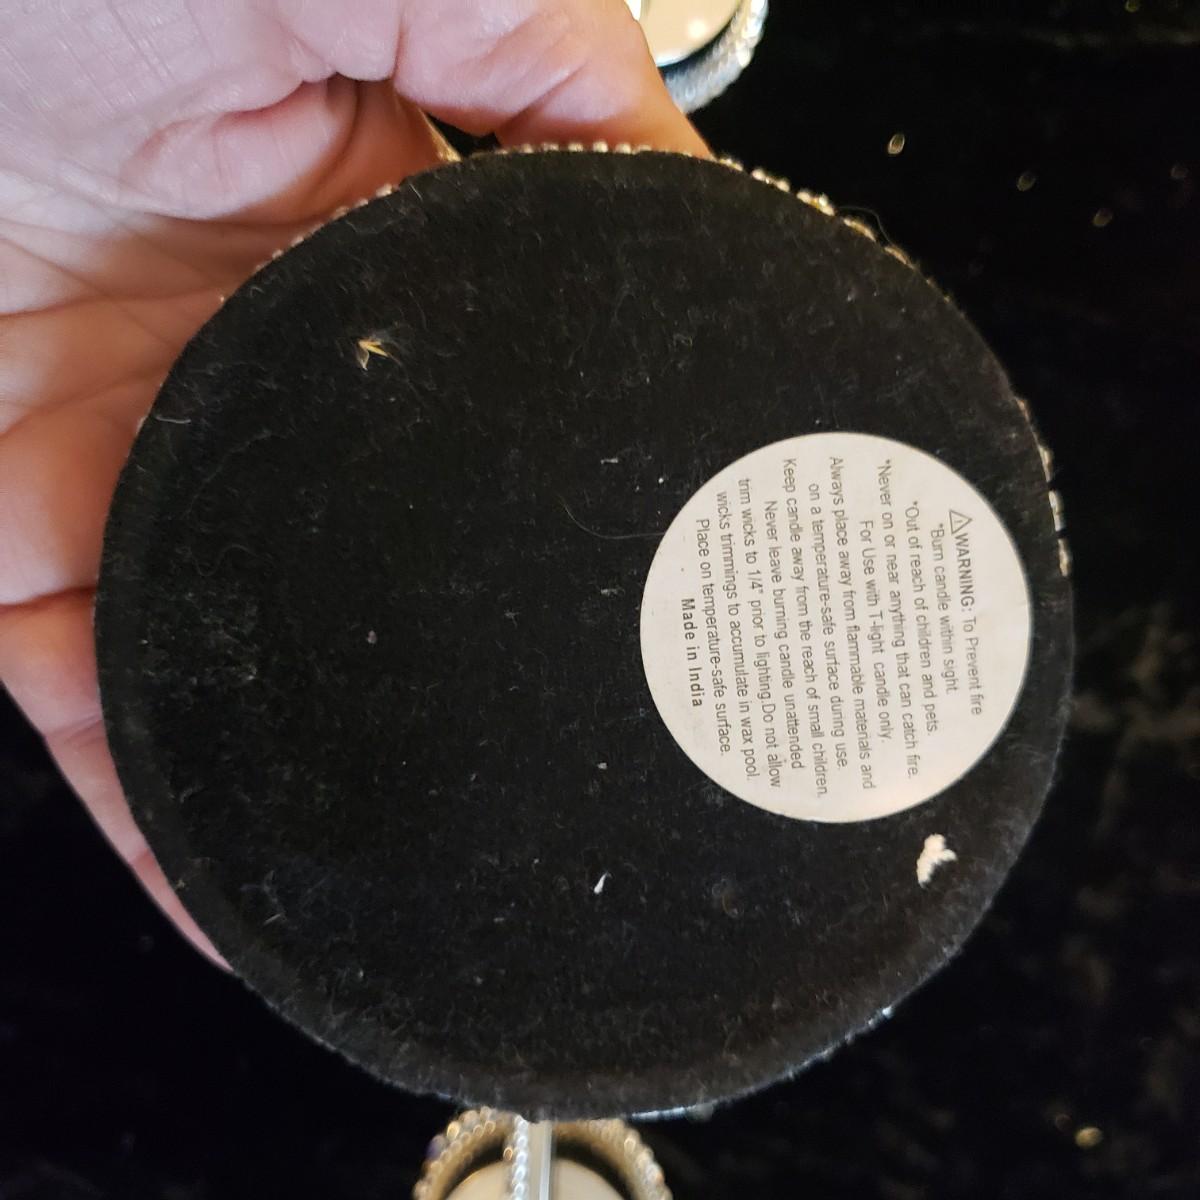 ⚠WARNING: To Prevent fire
*Burn candle within sight.
*Out of reach of children and pets.
*Never on or near anything that can catch fire.
For Use with T-light candle only.
Always place away from flammable materials and
on a temperature-safe surface during use.
Keep candle away from the reach of small children.
Never leave burning candle unattended
trim wicks to 1/4" prior to lighting.Do not allow
wicks trimmings to accumulate in wax pool.
Place on temperature-safe surface.
Made in India